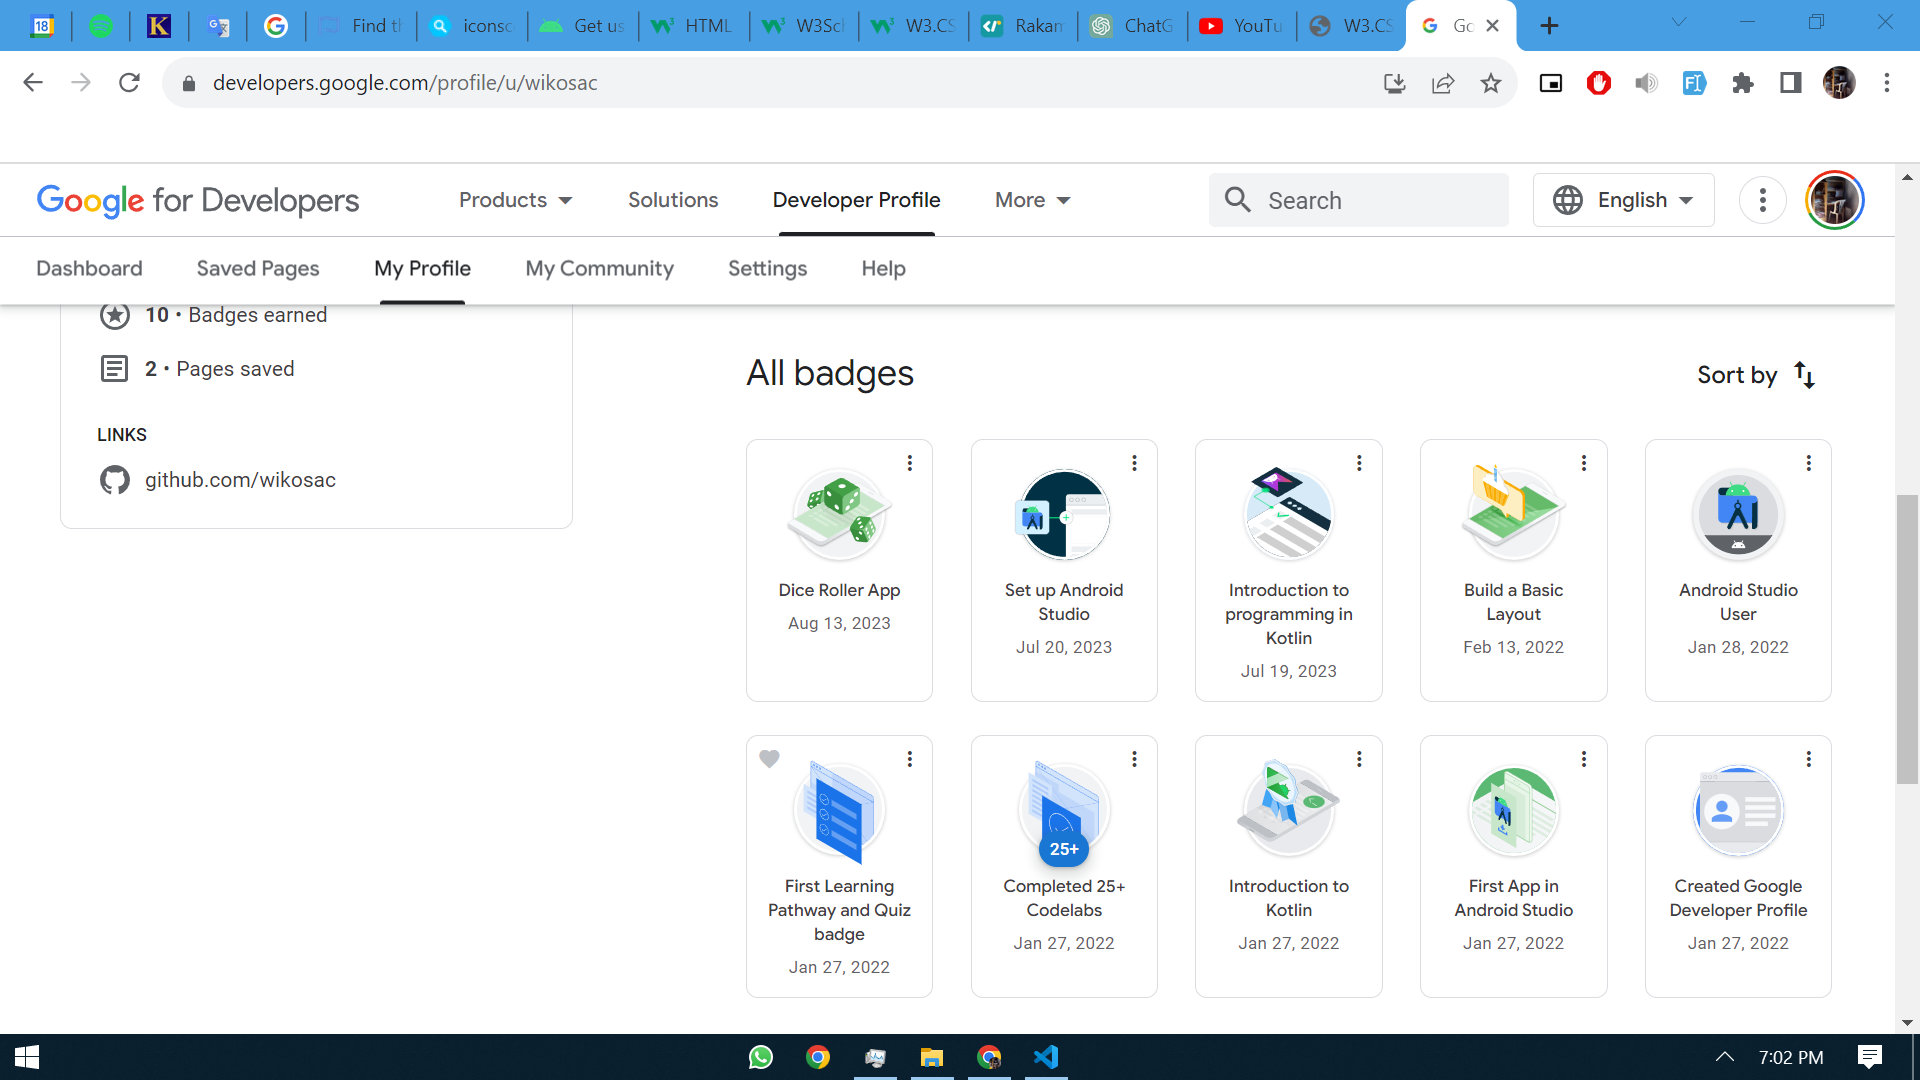 18
K
Find th
iconsc
Get us
HTML
W3Sch
W3.CS
Rakam
ChatG
YouTu
W3.CS
Go
developers.google.com/profile/u/wikosac
Google for Developers
Products
Solutions
Developer Profile
More
Search
English
Dashboard
Saved Pages
My Profile
My Community
Settings
Help
10 • Badges earned
2 • Pages saved
LINKS
github.com/wikosac
All badges
Sort by
Dice Roller App
Aug 13, 2023
Set up Android
Studio
Jul 20, 2023
Introduction to
programming in
Kotlin
Jul 19, 2023
Build a Basic
Layout
Feb 13, 2022
Android Studio
User
Jan 28, 2022
First Learning
Pathway and Quiz
badge
Jan 27, 2022
25+
Completed 25+
Codelabs
Jan 27, 2022
Introduction to
Kotlin
Jan 27, 2022
First App in
Android Studio
Jan 27, 2022
Created Google
Developer Profile
Jan 27, 2022
7:02 PM